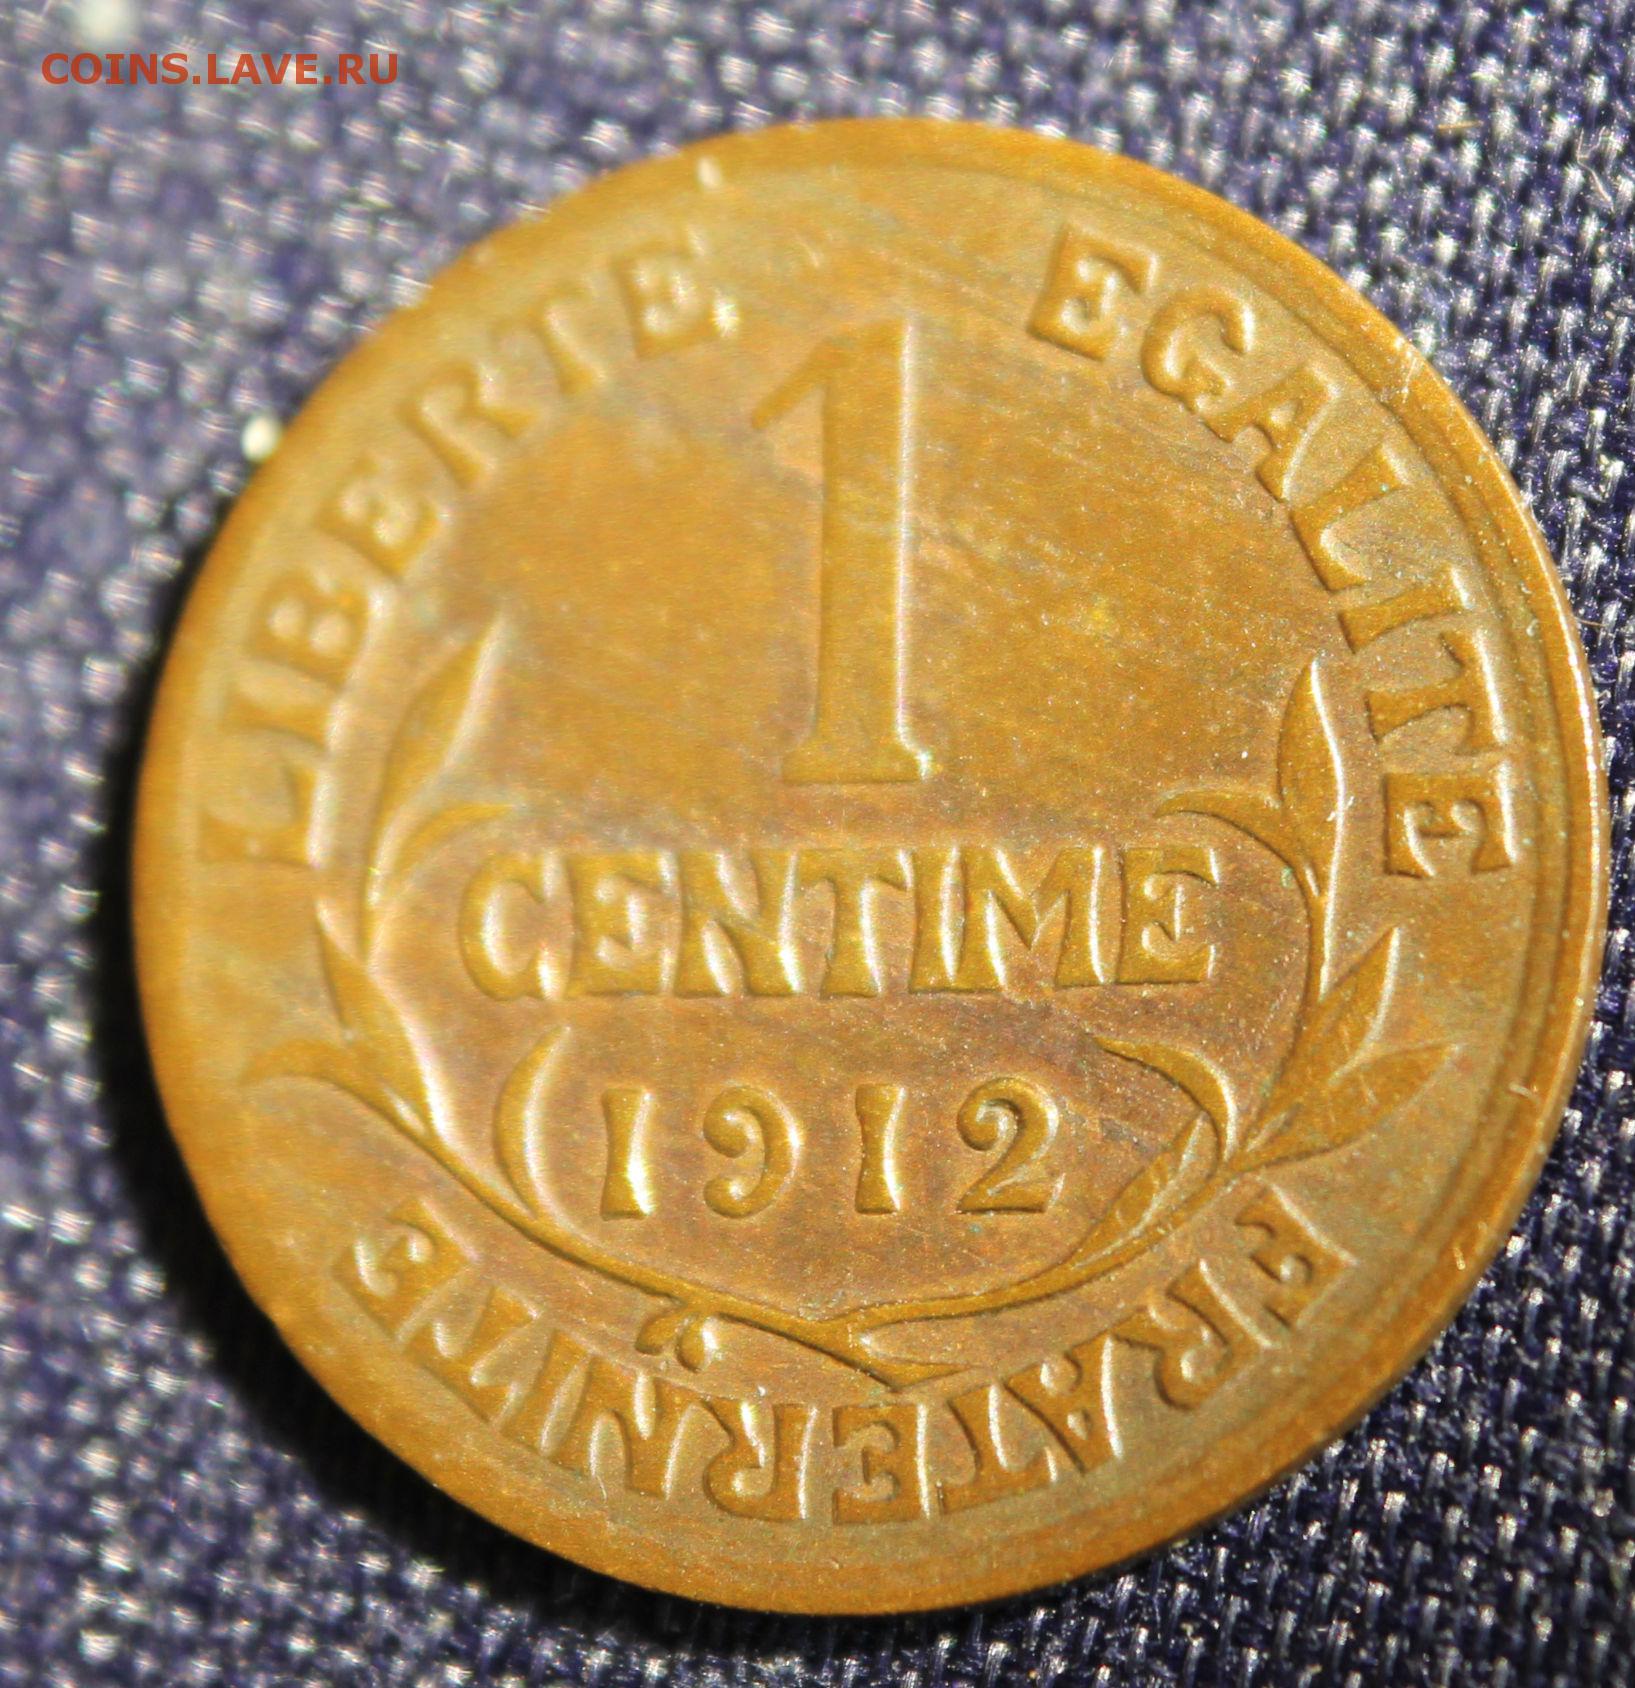 COINS.LAVE.RU
LIBERTE EGALITE FRATERNITE
1
CENTIME
1912